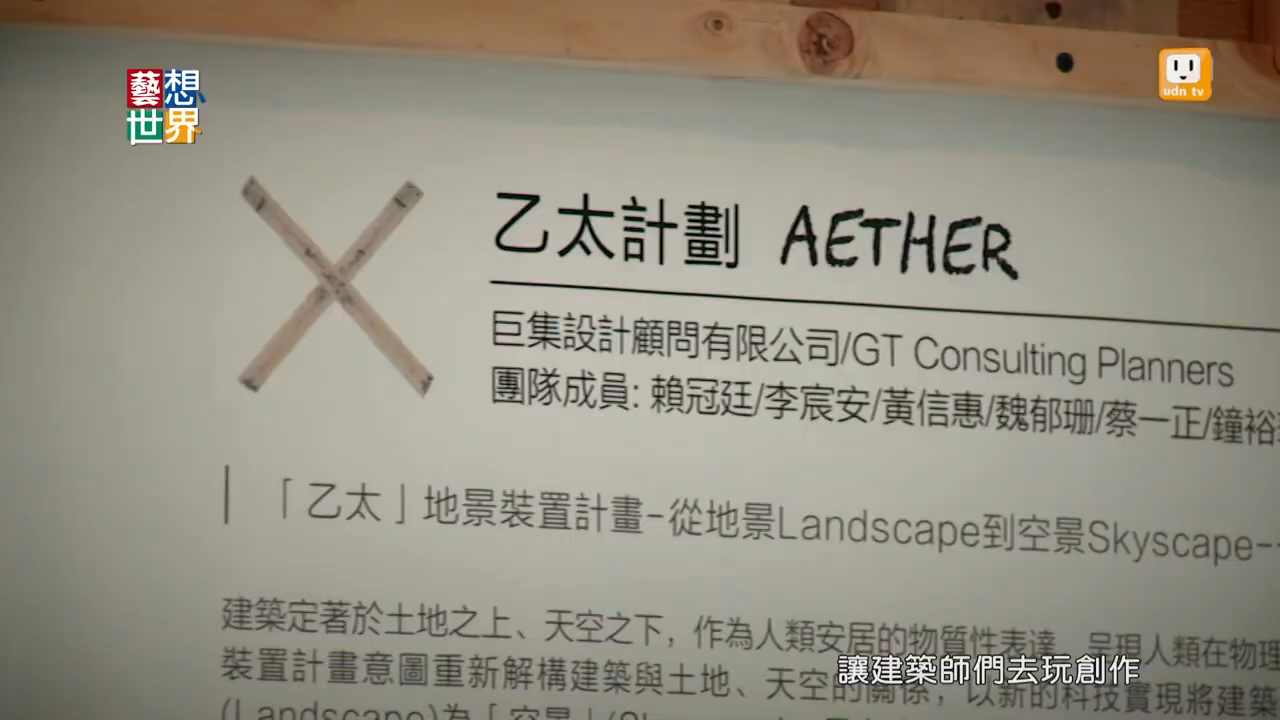 藝想
世界
udn tv
乙太計劃 AETHER
巨集設計顧問有限公司/GT Consulting Planners
團隊成員: 賴冠廷/李宸安/黃信惠/魏郁珊/蔡一正/鐘裕
「乙太」地景裝置計畫-從地景Landscape到空景Skyscape-
建築定著於土地之上、天空之下，作為人類安居的物質性表達，呈現人類在物理
裝置計畫意圖重新解構建築與土地、天空的關係，以新的科技實現將建築
(Landscape)為「空景」
讓建築師們去玩創作